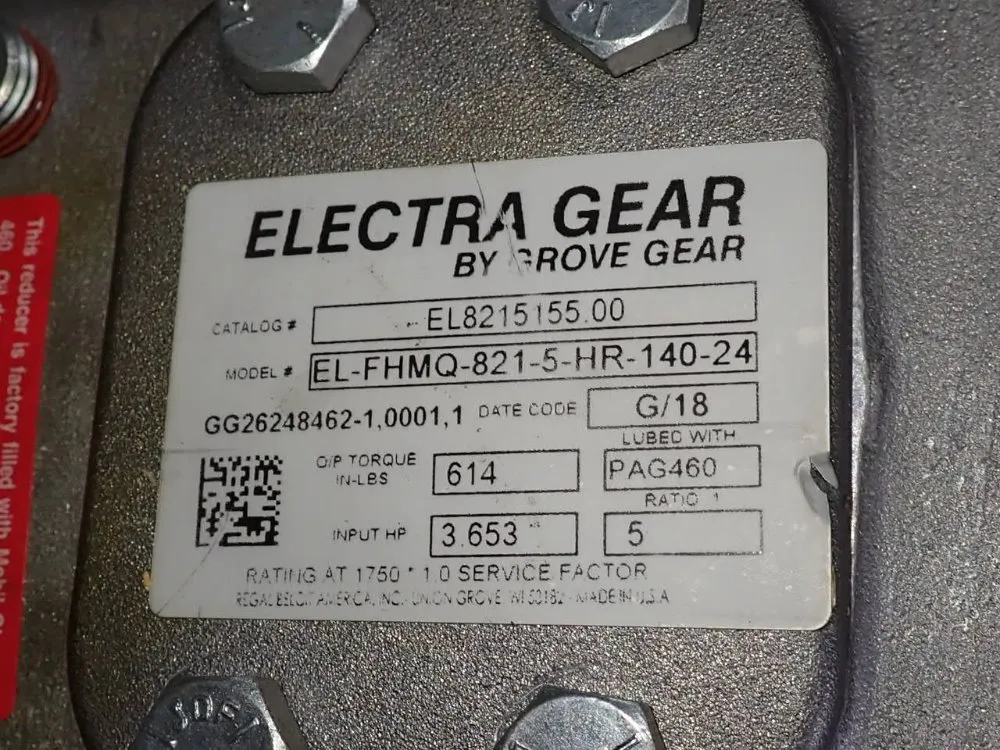 ELECTRA GEAR
BY GROVE GEAR
CATALOG # EL8215155.00
MODEL # EL-FHMQ-821-5-HR-140-24
GG26248462-1,0001,1 DATE CODE G/18
LUBED WITH
O/P TORQUE IN-LBS 614 PAG460
RATIO 1
INPUT HP 3.653 5
RATING AT 1750 * 1.0 SERVICE FACTOR
REGAL BELOIT AMERICA, INC. UNION GROVE WI 53182 - MADE IN U.S.A
This reducer is factory filled with
460